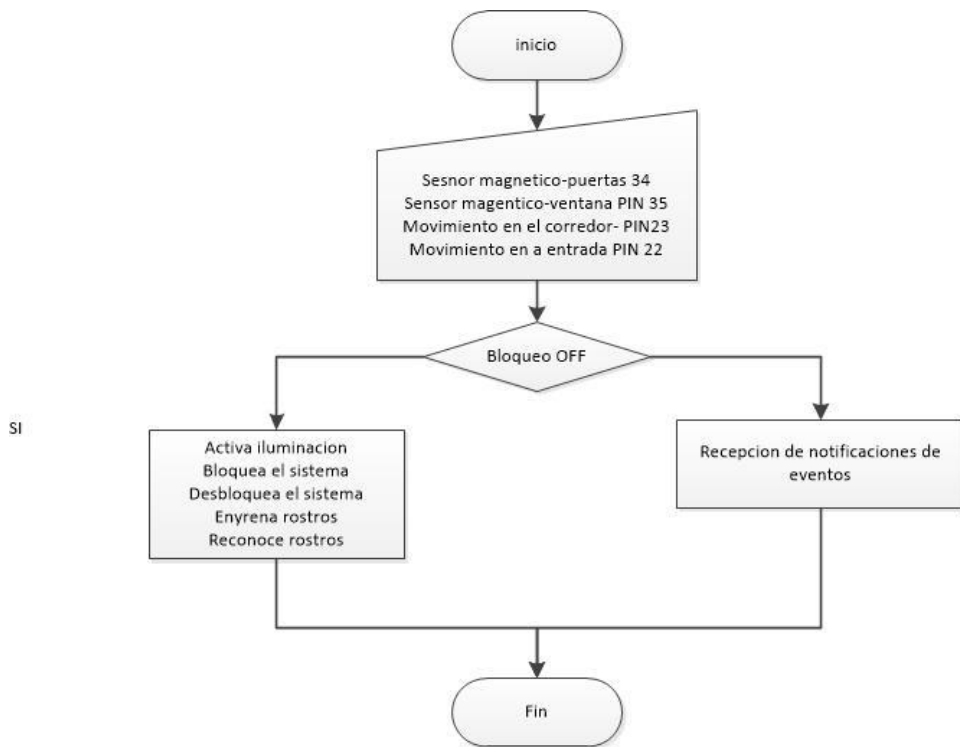 inicio
Sesnor magnetico-puertas 34
Sensor magentico-ventana PIN 35
Movimiento en el corredor- PIN23
Movimiento en a entrada PIN 22
Bloqueo OFF
SI
Activa iluminacion
Bloquea el sistema
Desbloquea el sistema
Enyrena rostros
Reconoce rostros
Recepcion de notificaciones de
eventos
Fin